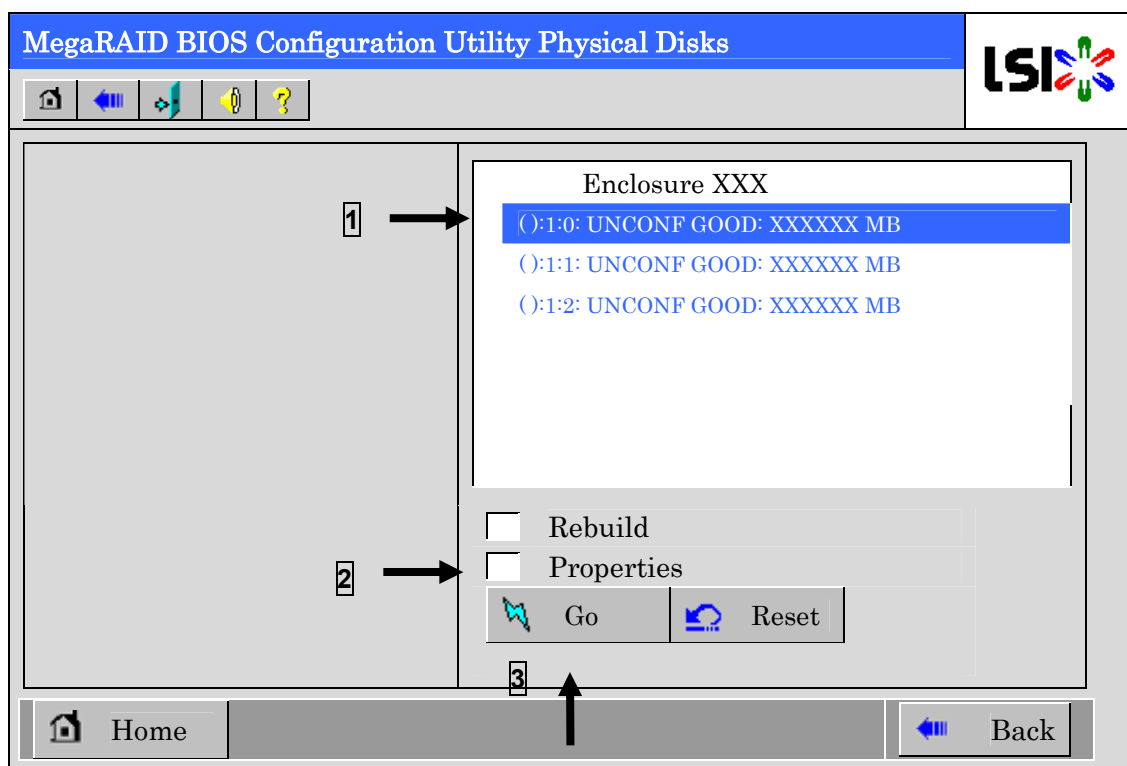 MegaRAID BIOS Configuration Utility Physical Disks
LSI
Enclosure XXX
1
( ):1:0: UNCONF GOOD: XXXXXX MB
( ):1:1: UNCONF GOOD: XXXXXX MB
( ):1:2: UNCONF GOOD: XXXXXX MB
Rebuild
2
Properties
Go
Reset
3
Home
Back